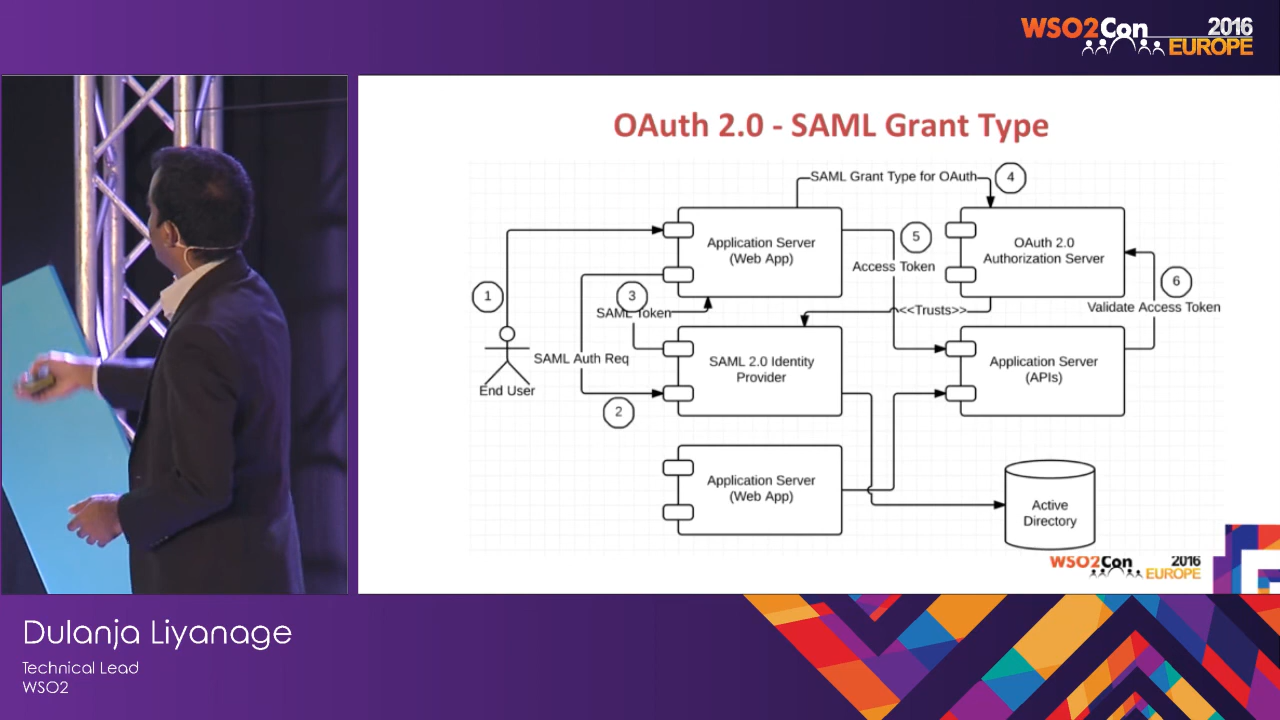 WSO2Con 2016
EUROPE
OAuth 2.0 - SAML Grant Type
SAML Grant Type for OAuth
4
Application Server
(Web App)
5
Access Token
OAuth 2.0
Authorization Server
6
Validate Access Token
1
3
SAML Token
<<Trusts>>
SAML Auth Req
End User
2
SAML 2.0 Identity
Provider
Application Server
(APIs)
Application Server
(Web App)
Active
Directory
WSO2Con 2016
EUROPE
Dulanja Liyanage
Technical Lead
WSO2